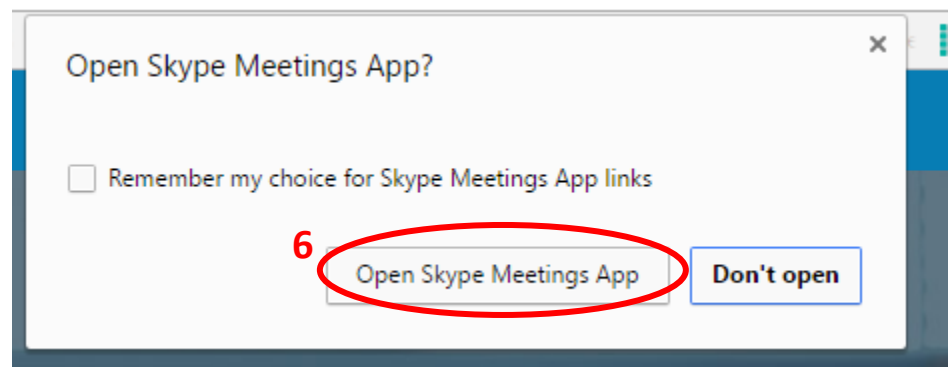 Open Skype Meetings App?
Remember my choice for Skype Meetings App links
6
Open Skype Meetings App
Don't open